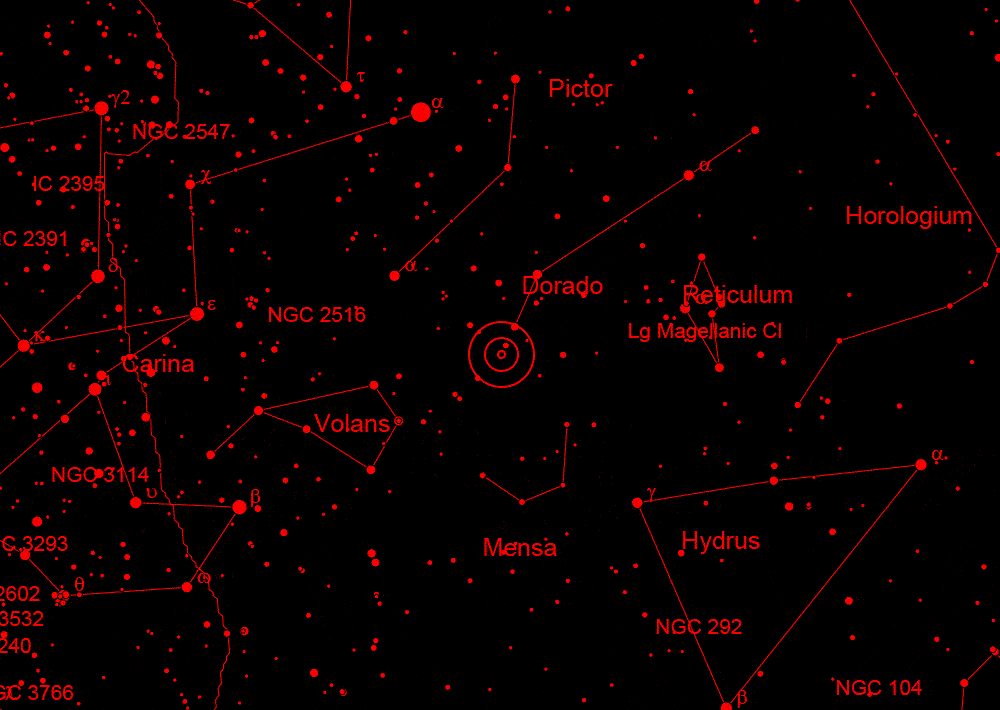 τ
Pictor
γ2
α
NGC 2547
α
χ
IC 2395
Horologium
C 2391
δ
α
Dorado
Reticulum
α
ε
NGC 2516
Lg Magellanic Cl
κ
Carina
ι
Volans
α
NGC 3114
υ
β
γ
C 3293
Mensa
Hydrus
θ
ω
2602
3532
NGC 292
240
GC 3766
β
NGC 104